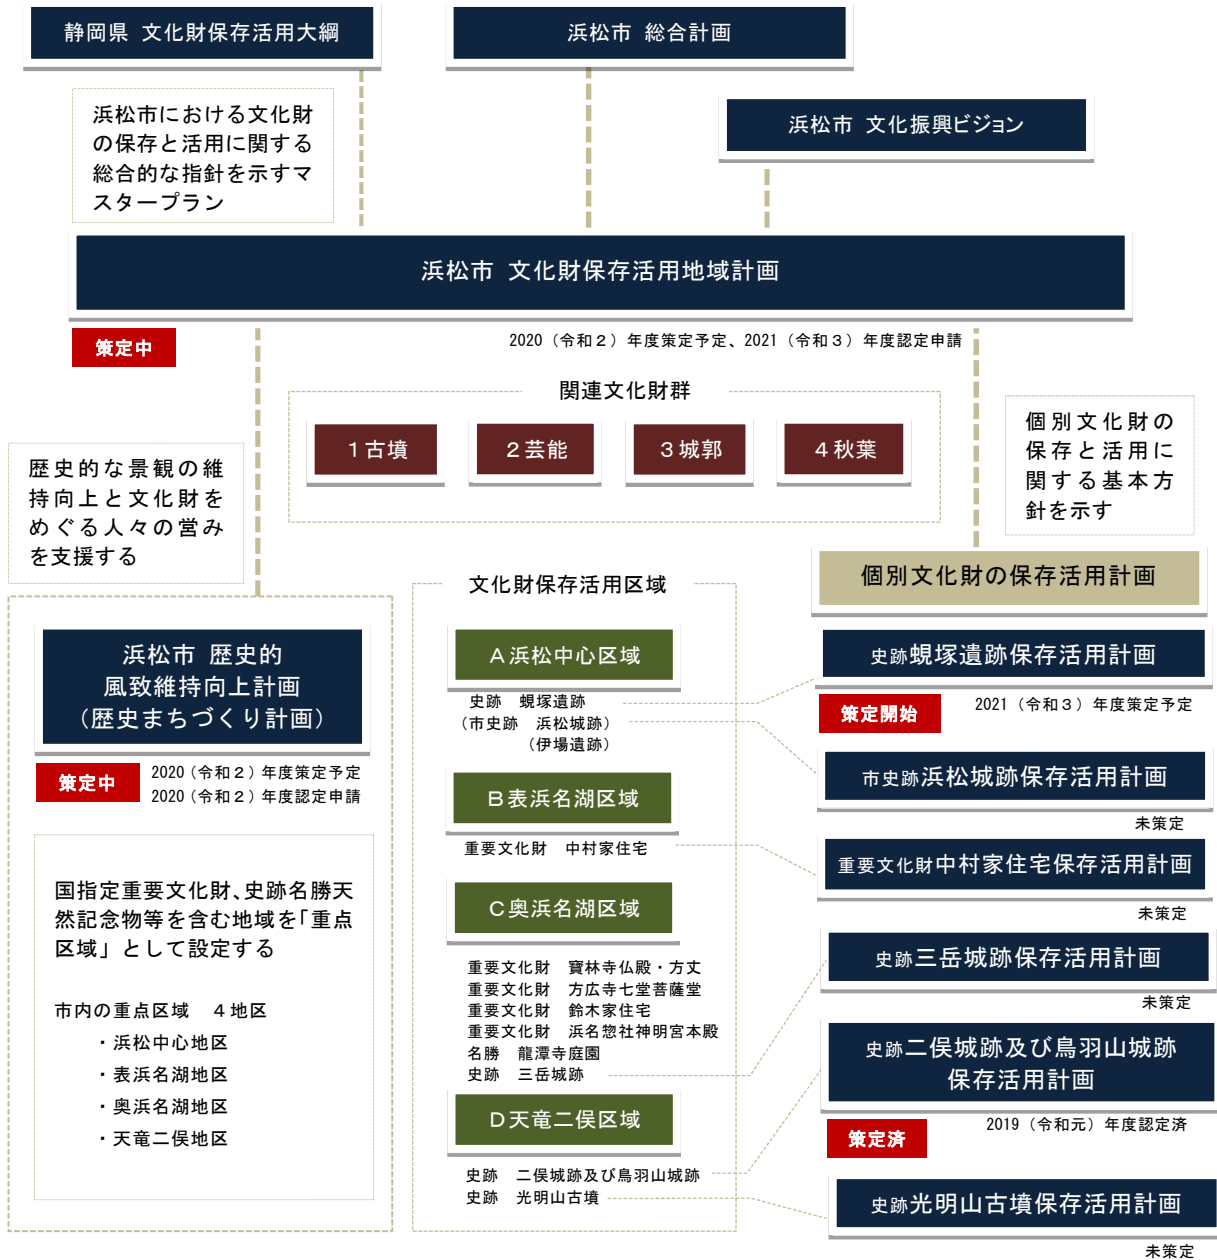 静岡県 文化財保存活用大綱
浜松市 総合計画
浜松市における文化財
の保存と活用に関する
総合的な指針を示すマ
スタープラン
浜松市 文化振興ビジョン
浜松市 文化財保存活用地域計画
策定中
2020（令和２）年度策定予定、2021（令和３）年度認定申請
関連文化財群
１古墳
２芸能
３城郭
４秋葉
歴史的な景観の維
持向上と文化財を
めぐる人々の営み
を支援する
個別文化財の
保存と活用に
関する基本方
針を示す
浜松市 歴史的
風致維持向上計画
（歴史まちづくり計画）
策定中
2020（令和２）年度策定予定
2020（令和２）年度認定申請
国指定重要文化財、史跡名勝天
然記念物等を含む地域を「重点
区域」として設定する
市内の重点区域 ４地区
・浜松中心地区
・表浜名湖地区
・奥浜名湖地区
・天竜二俣地区
文化財保存活用区域
Ａ浜松中心区域
史跡 蜆塚遺跡
（市史跡 浜松城跡）
（伊場遺跡）
Ｂ表浜名湖区域
重要文化財 中村家住宅
Ｃ奥浜名湖区域
重要文化財 寶林寺仏殿・方丈
重要文化財 方広寺七堂菩薩堂
重要文化財 鈴木家住宅
重要文化財 浜名惣社神明宮本殿
名勝 龍潭寺庭園
史跡 三岳城跡
Ｄ天竜二俣区域
史跡 二俣城跡及び鳥羽山城跡
史跡 光明山古墳
個別文化財の保存活用計画
史跡蜆塚遺跡保存活用計画
策定開始
2021（令和３）年度策定予定
市史跡浜松城跡保存活用計画
未策定
重要文化財中村家住宅保存活用計画
未策定
史跡三岳城跡保存活用計画
未策定
史跡二俣城跡及び鳥羽山城跡
保存活用計画
策定済
2019（令和元）年度認定済
史跡光明山古墳保存活用計画
未策定